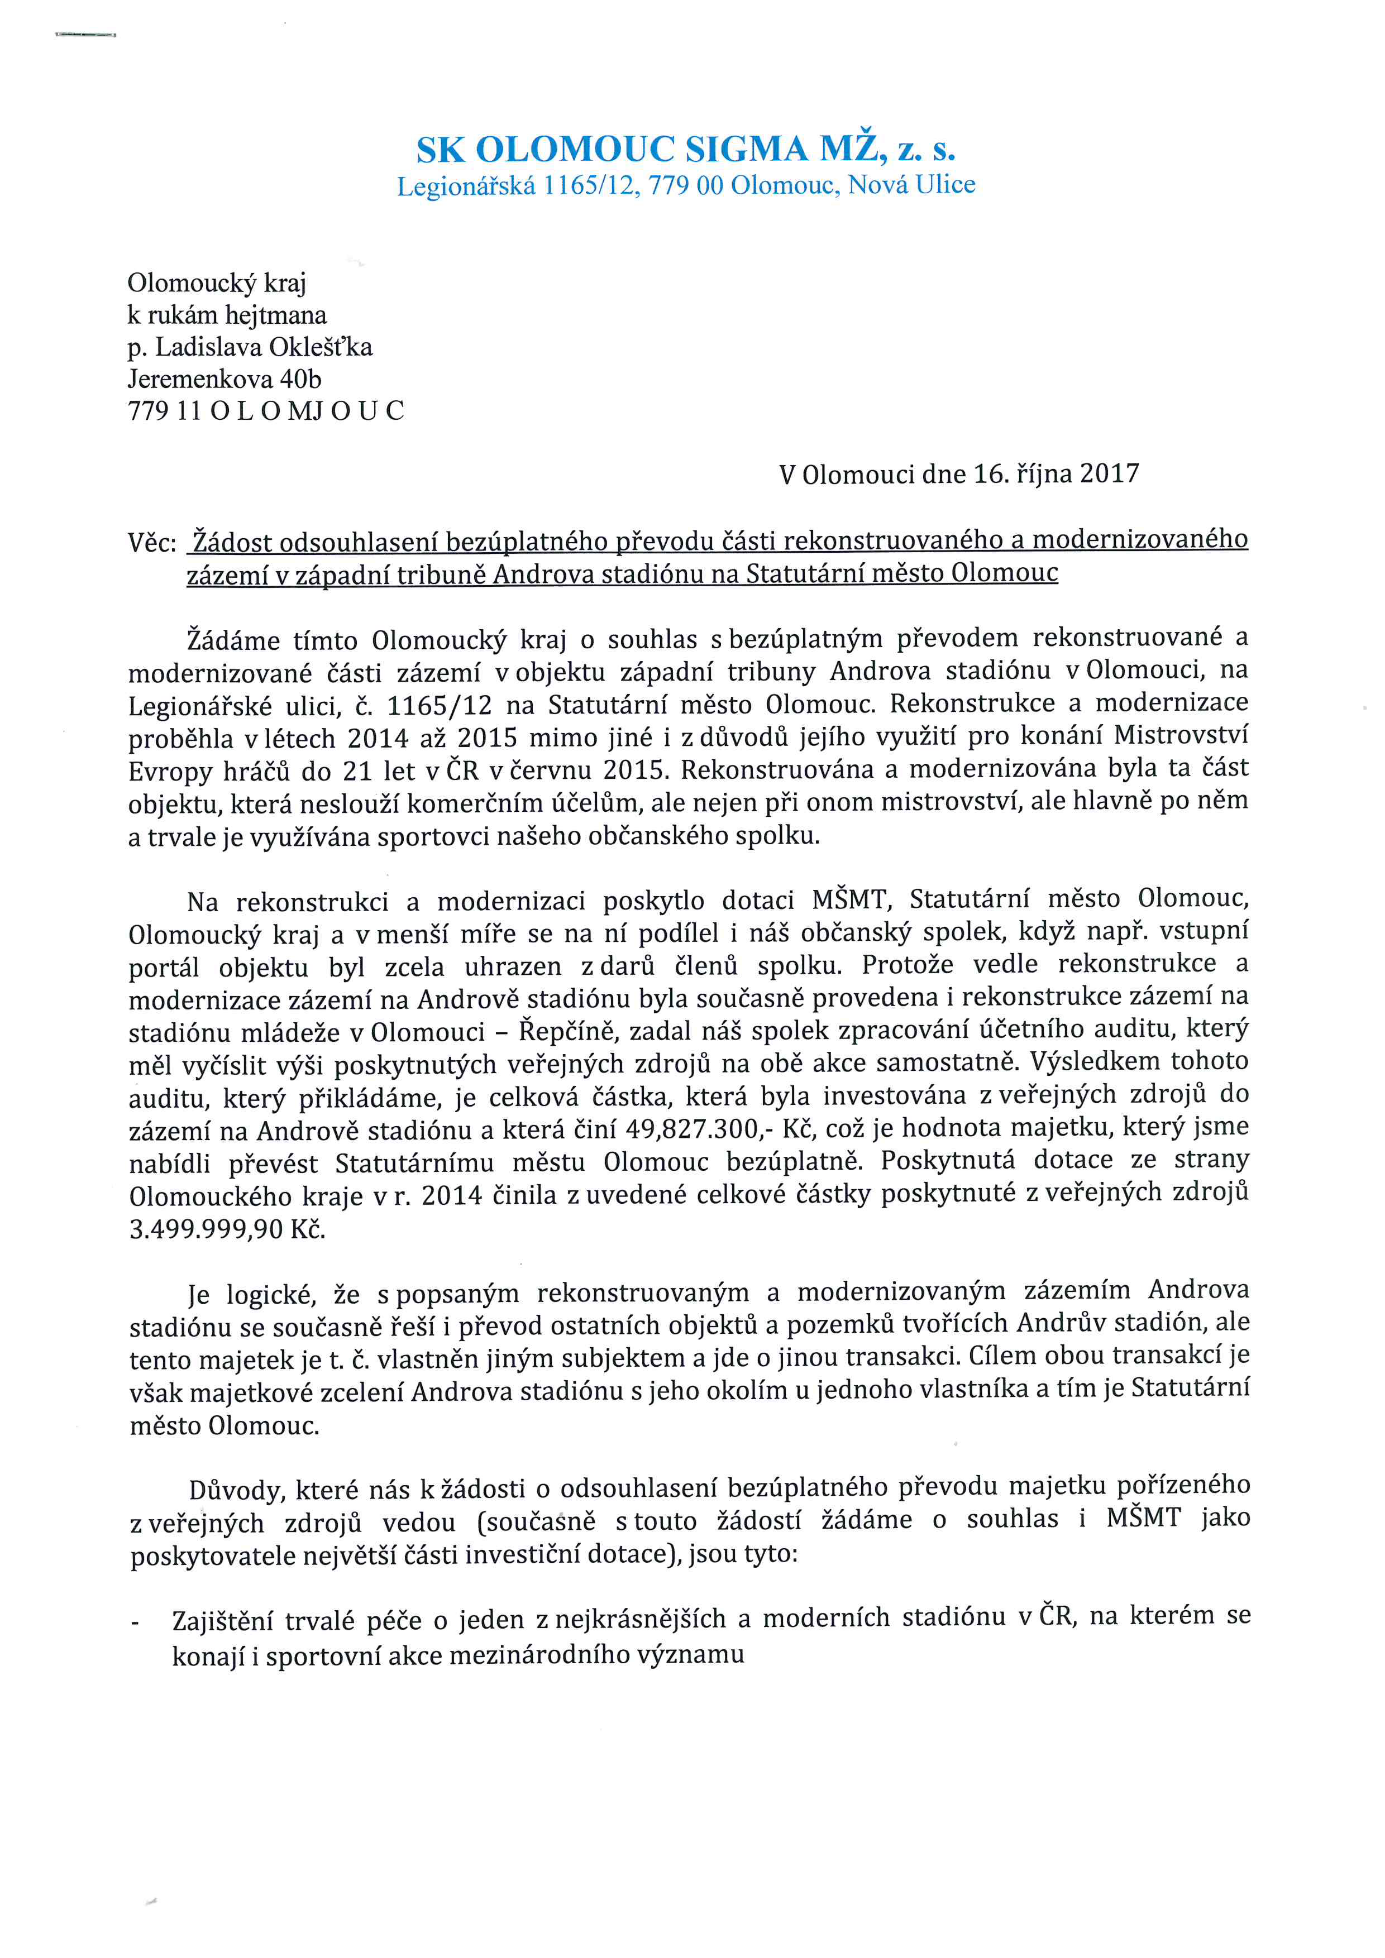 SK OLOMOUC SIGMA MŽ, z. s.
Legionářská 1165/12, 779 00 Olomouc, Nová Ulice
Olomoucký kraj
k rukám hejtmana
p. Ladislava Oklešťka
Jeremenkova 40b
779 11 O L O MJ O U C
V Olomouci dne 16. října 2017
Věc: Žádost odsouhlasení bezúplatného převodu části rekonstruovaného a modernizovaného
zázemí v západní tribuně Androva stadiónu na Statutární město Olomouc
Žádáme tímto Olomoucký kraj o souhlas s bezúplatným převodem rekonstruované a
modernizované části zázemí v objektu západní tribuny Androva stadiónu v Olomouci, na
Legionářské ulici, č. 1165/12 na Statutární město Olomouc. Rekonstrukce a modernizace
proběhla v létech 2014 až 2015 mimo jiné i z důvodů jejího využití pro konání Mistrovství
Evropy hráčů do 21 let v ČR v červnu 2015. Rekonstruována a modernizována byla ta část
objektu, která neslouží komerčním účelům, ale nejen při onom mistrovství, ale hlavně po něm
a trvale je využívána sportovci našeho občanského spolku.
Na rekonstrukci a modernizaci poskytlo dotaci MŠMT, Statutární město Olomouc,
Olomoucký kraj a v menší míře se na ní podílel i náš občanský spolek, když např. vstupní
portál objektu byl zcela uhrazen z darů členů spolku. Protože vedle rekonstrukce a
modernizace zázemí na Andrově stadiónu byla současně provedena i rekonstrukce zázemí na
stadiónu mládeže v Olomouci – Řepčíně, zadal náš spolek zpracování účetního auditu, který
měl vyčíslit výši poskytnutých veřejných zdrojů na obě akce samostatně. Výsledkem tohoto
auditu, který přikládáme, je celková částka, která byla investována z veřejných zdrojů do
zázemí na Andrově stadiónu a která činí 49,827.300,- Kč, což je hodnota majetku, který jsme
nabídli převést Statutárnímu městu Olomouc bezúplatně. Poskytnutá dotace ze strany
Olomouckého kraje v r. 2014 činila z uvedené celkové částky poskytnuté z veřejných zdrojů
3.499.999,90 Kč.
Je logické, že s popsaným rekonstruovaným a modernizovaným zázemím Androva
stadiónu se současně řeší i převod ostatních objektů a pozemků tvořících Andrův stadión, ale
tento majetek je t. č. vlastněn jiným subjektem a jde o jinou transakci. Cílem obou transakcí je
však majetkové zcelení Androva stadiónu s jeho okolím u jednoho vlastníka a tím je Statutární
město Olomouc.
Důvody, které nás k žádosti o odsouhlasení bezúplatného převodu majetku pořízeného
z veřejných zdrojů vedou (současně s touto žádostí žádáme o souhlas i MŠMT jako
poskytovatele největší části investiční dotace), jsou tyto:
- Zajištění trvalé péče o jeden z nejkrásnějších a moderních stadiónu v ČR, na kterém se
konají i sportovní akce mezinárodního významu